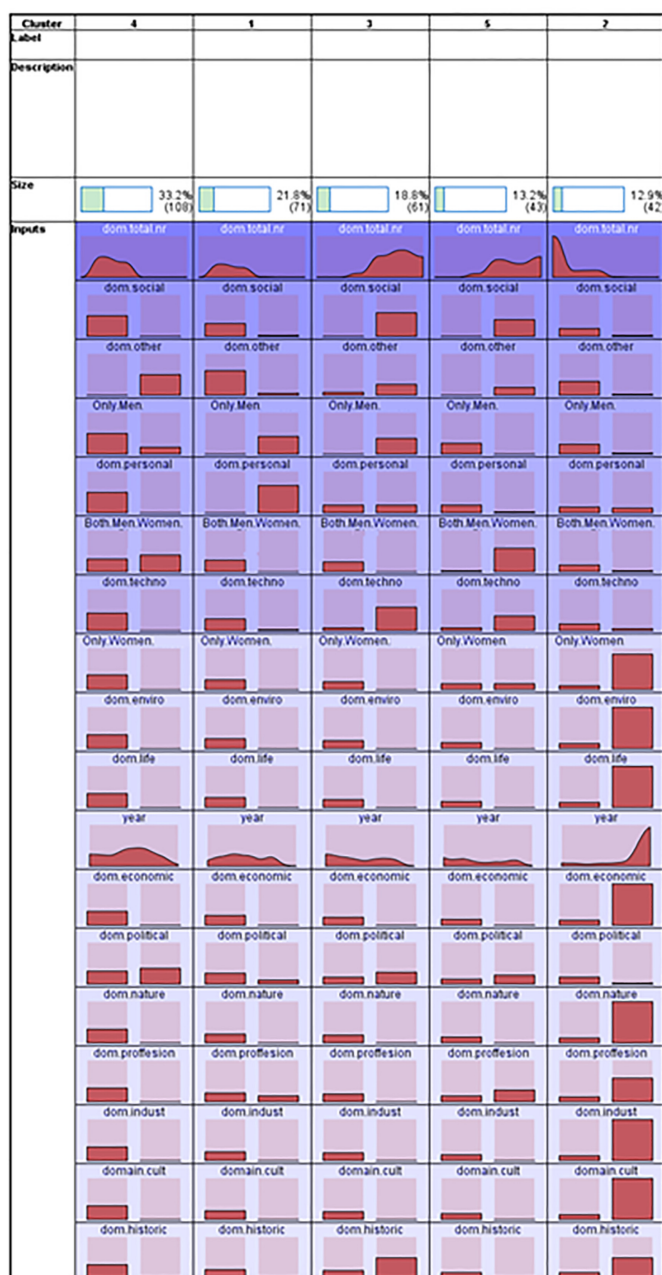 Cluster 4 1 3 5 2
Label
Description
Size 33.2% 21.8% 18.8% 13.2% 12.9%
(108) (71) (61) (43) (42
Inputs dom.total.nr dom.total.nr dom.total.nr dom.total.nr dom.total.nr
dom.social dom.social dom.social dom.social dom.social
dom.other dom.other dom.other dom.other dom.other
Only.Men. Only.Men. Only.Men. Only.Men. Only.Men.
dom.personal dom.personal dom.personal dom.personal dom.personal
Both.Men.Women. Both.Men.Women. Both.Men.Women. Both.Men.Women. Both.Men.Women.
dom.techno dom.techno dom.techno dom.techno dom.techno
Only.Women. Only.Women. Only.Women. Only.Women. Only.Women.
dom.enviro dom.enviro dom.enviro dom.enviro dom.enviro
dom.life dom.life dom.life dom.life dom.life
year year year year year
dom.economic dom.economic dom.economic dom.economic dom.economic
dom.political dom.political dom.political dom.political dom.political
dom.nature dom.nature dom.nature dom.nature dom.nature
dom.proffesion dom.proffesion dom.proffesion dom.proffesion dom.proffesion
dom.indust dom.indust dom.indust dom.indust dom.indust
domain.cult domain.cult domain.cult domain.cult domain.cult
dom.historic dom.historic dom.historic dom.historic dom.historic